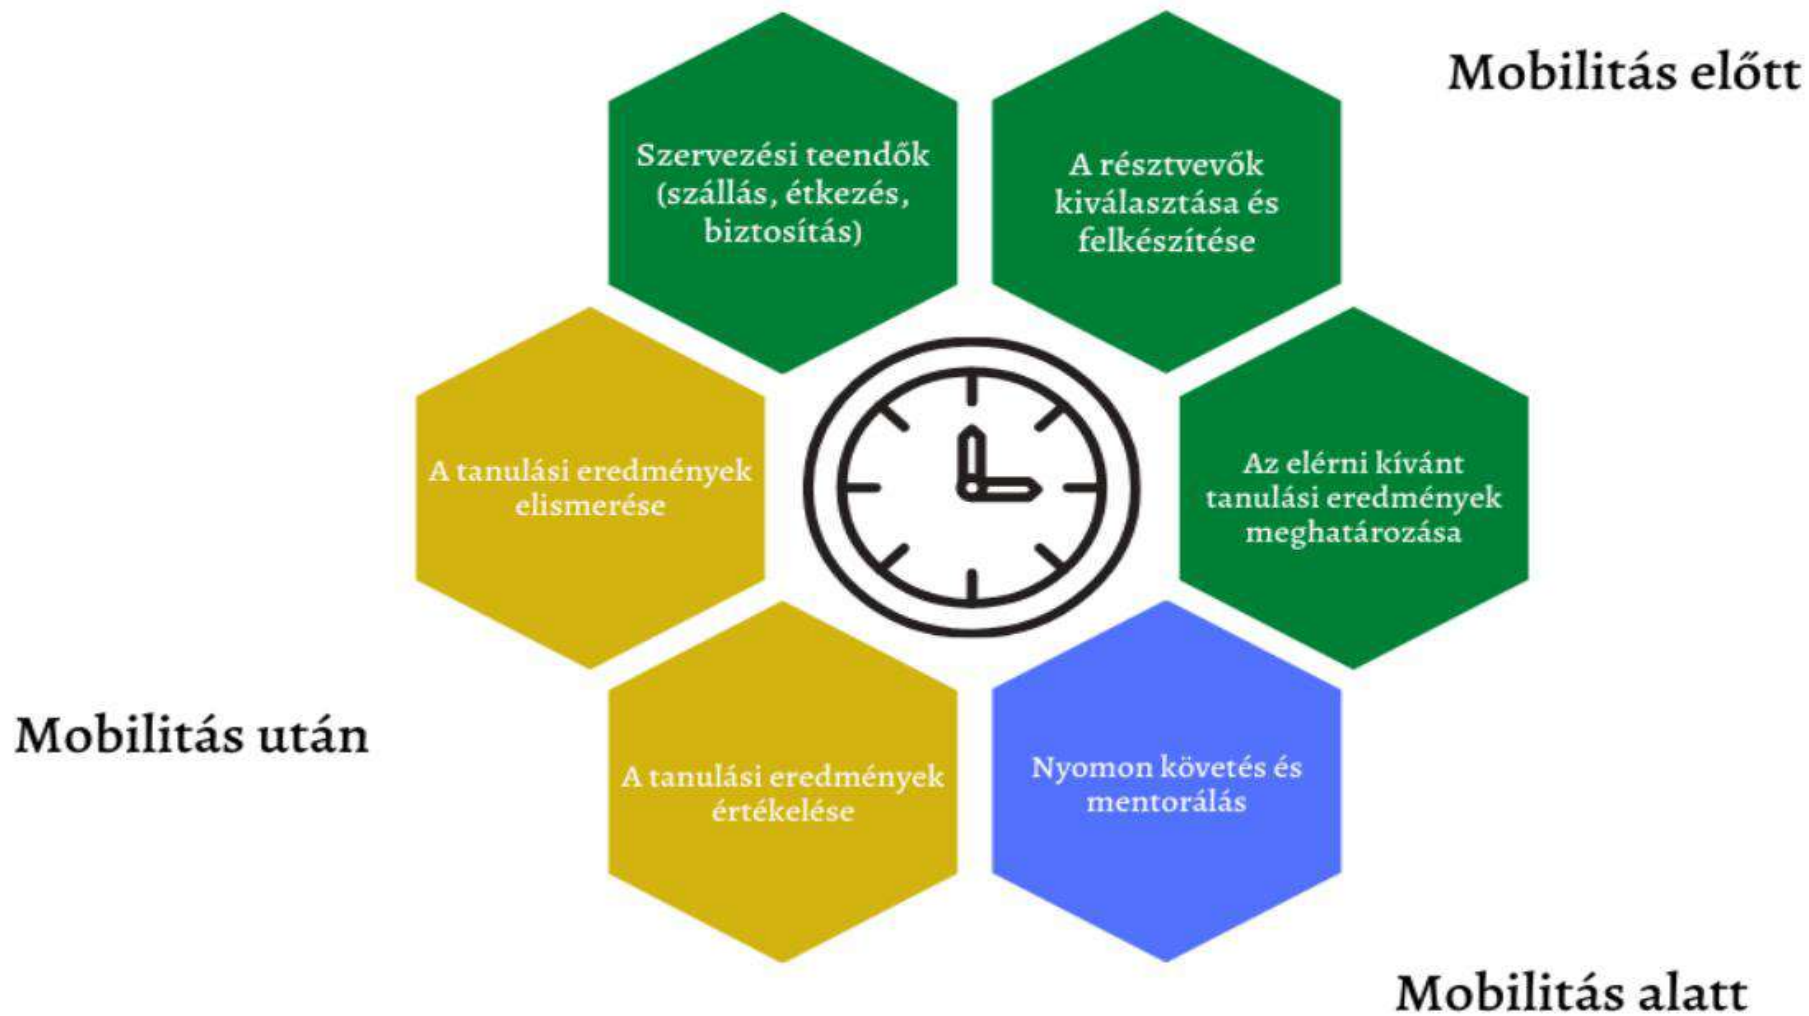 Mobilitás előtt
Szervezési teendők
(szállás, étkezés,
biztosítás)
A résztvevők
kiválasztása és
felkészítése
Az elérni kívánt
tanulási eredmények
meghatározása
A tanulási eredmények
elismerése
Mobilitás után
A tanulási eredmények
értékelése
Nyomon követés és
mentorálás
Mobilitás alatt